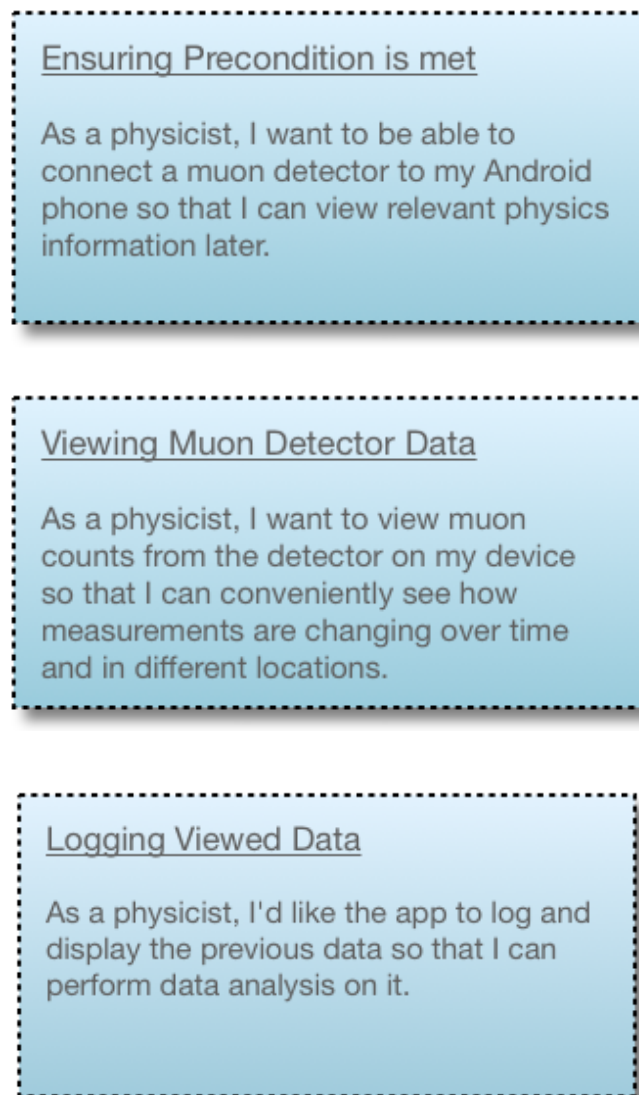 Ensuring Precondition is met
As a physicist, I want to be able to
connect a muon detector to my Android
phone so that I can view relevant physics
information later.
Viewing Muon Detector Data
As a physicist, I want to view muon
counts from the detector on my device
so that I can conveniently see how
measurements are changing over time
and in different locations.
Logging Viewed Data
As a physicist, I'd like the app to log and
display the previous data so that I can
perform data analysis on it.